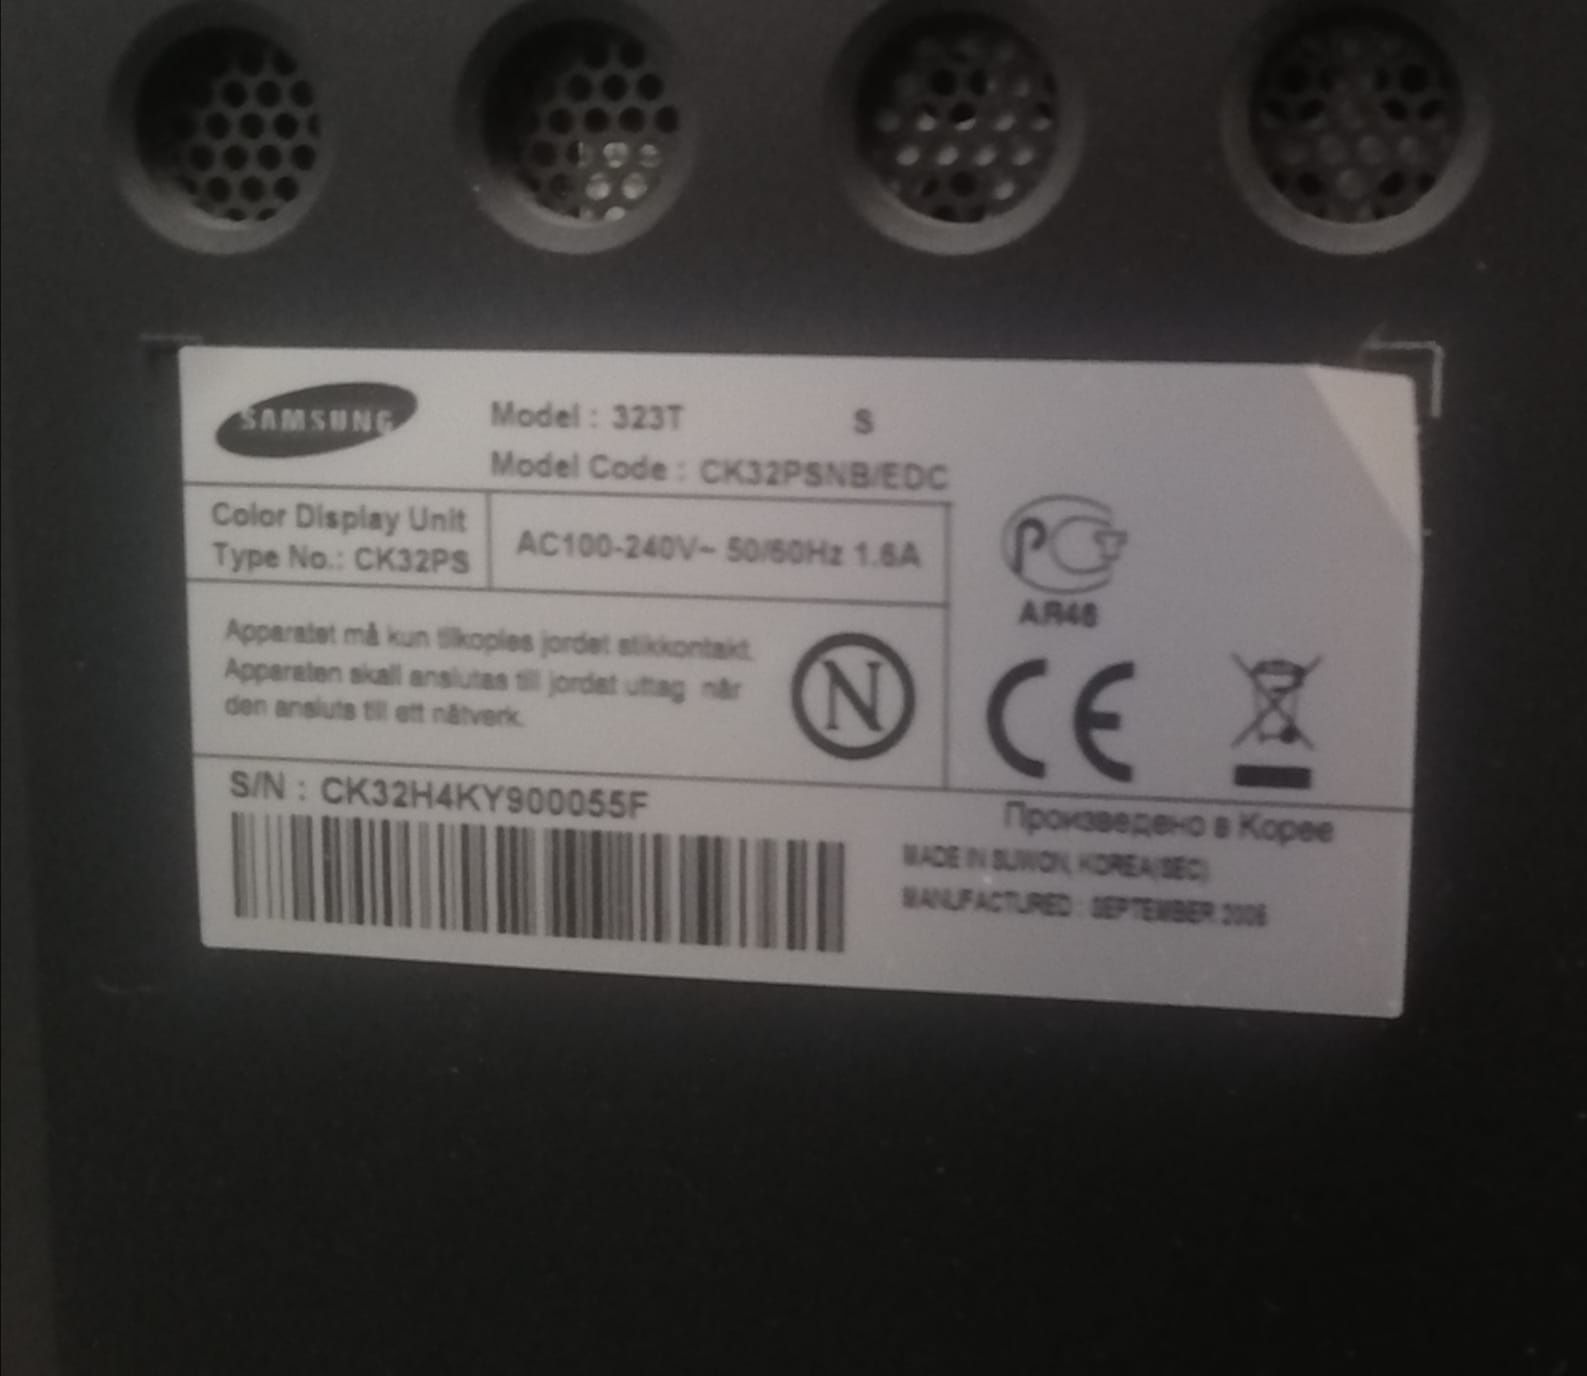 SAMSUNG
Model : 323T S
Model Code : CK32PSNB/EDC
Color Display Unit
Type No.: CK32PS
AC100-240V~ 50/60Hz 1.6A
Apparatet må kun tilkoples jordet stikkontakt.
Apparaten skall anslutas till jordat uttag när
den ansluts till ett nätverk.
N
PC
AR46
CE
S/N : CK32H4KY900055F
Произведено в Корее
MADE IN SUWON, KOREA(SEC)
MANUFACTURED : SEPTEMBER